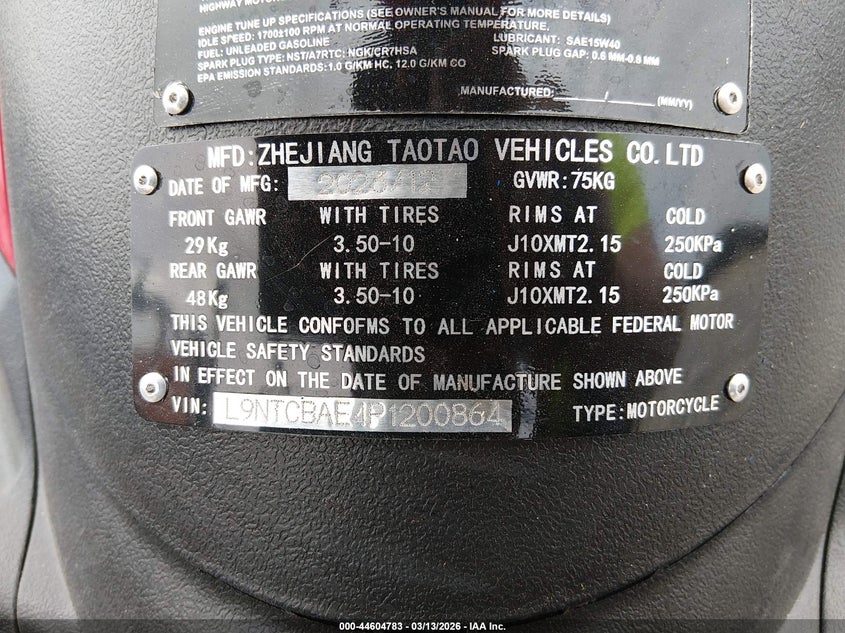 HIGHWAY MOTOR
ENGINE TUNE UP SPECIFICATIONS (SEE OWNER'S MANUAL FOR MORE DETAILS)
IDLE SPEED: 1700±100 RPM AT NORMAL OPERATING TEMPERATURE
FUEL: UNLEADED GASOLINE LUBRICANT: SAE15W40
SPARK PLUG TYPE: NST/A7RTC; NGK/CR7HSA SPARK PLUG GAP: 0.6 MM-0.8 MM
EPA EMISSION STANDARDS: 1.0 G/KM HC, 12.0 G/KM CO
MANUFACTURED: / (MM/YY)
MFD:ZHEJIANG TAOTAO VEHICLES CO.LTD
DATE OF MFG: GVWR:75KG
FRONT GAWR WITH TIRES RIMS AT COLD
29Kg 3.50-10 J10XMT2.15 250KPa
REAR GAWR WITH TIRES RIMS AT COLD
48Kg 3.50-10 J10XMT2.15 250KPa
THIS VEHICLE CONFOFMS TO ALL APPLICABLE FEDERAL MOTOR
VEHICLE SAFETY STANDARDS
IN EFFECT ON THE DATE OF MANUFACTURE SHOWN ABOVE
VIN: L9NTCBAE4P1200864 TYPE:MOTORCYCLE
000-44604783 - 03/13/2026 - IAA Inc.